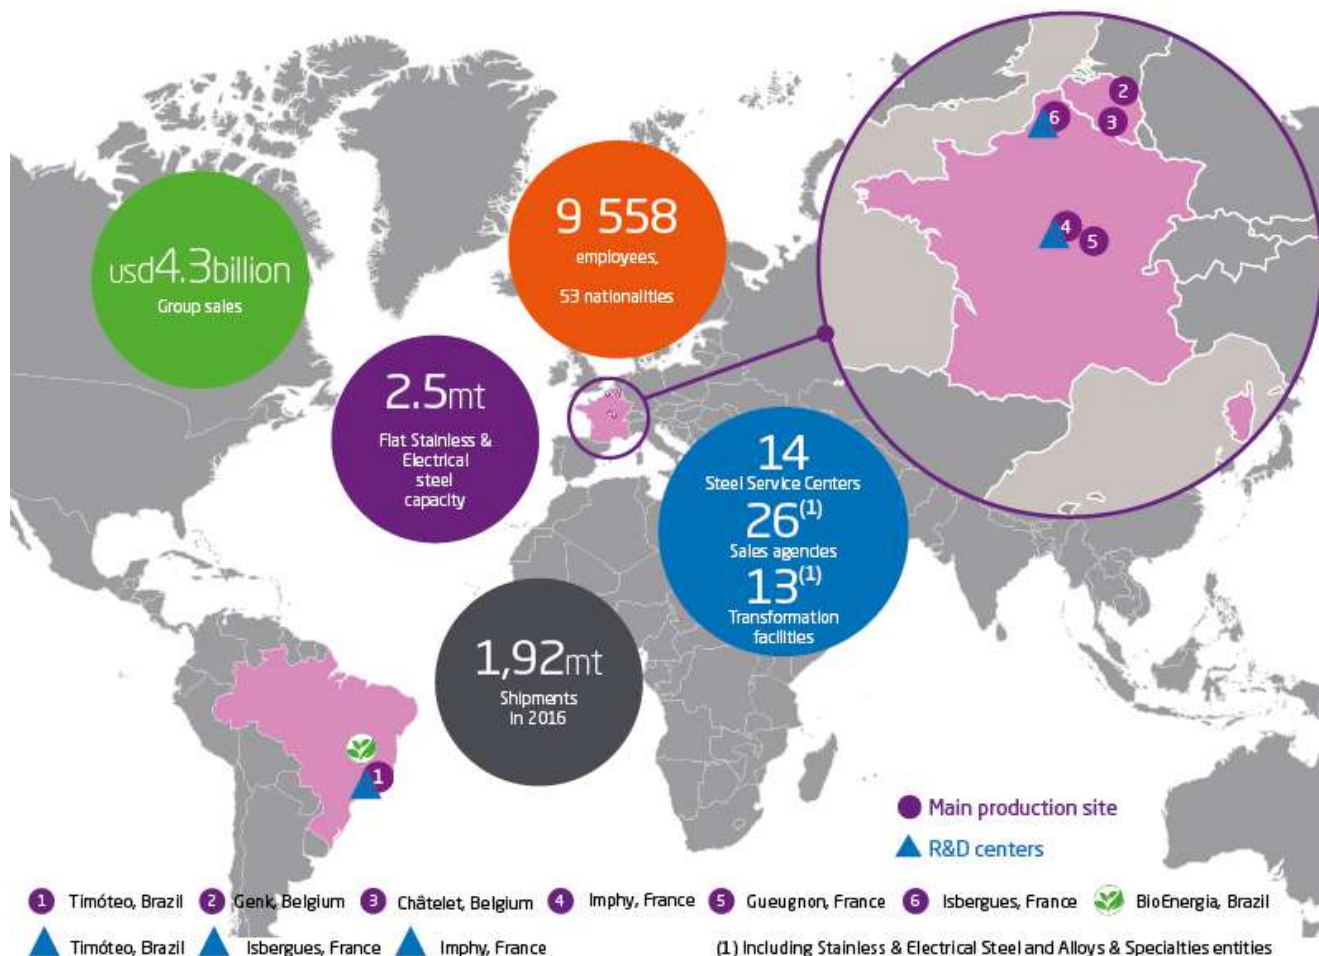 usd4.3billion
Group sales
9 558
employees,
53 nationalities
2.5mt
Flat Stainless &
Electrical
steel
capacity
14
Steel Service Centers
26(1)
Sales agencies
13(1)
Transformation
facilities
1,92mt
Shipments
in 2016
2
3
6
4
5
1
Main production site
R&D centers
1 Timóteo, Brazil 2 Genk, Belgium 3 Châtelet, Belgium 4 Imphy, France 5 Gueugnon, France 6 Isbergues, France BioEnergia, Brazil
Timóteo, Brazil Isbergues, France Imphy, France (1) Including Stainless & Electrical Steel and Alloys & Specialties entities